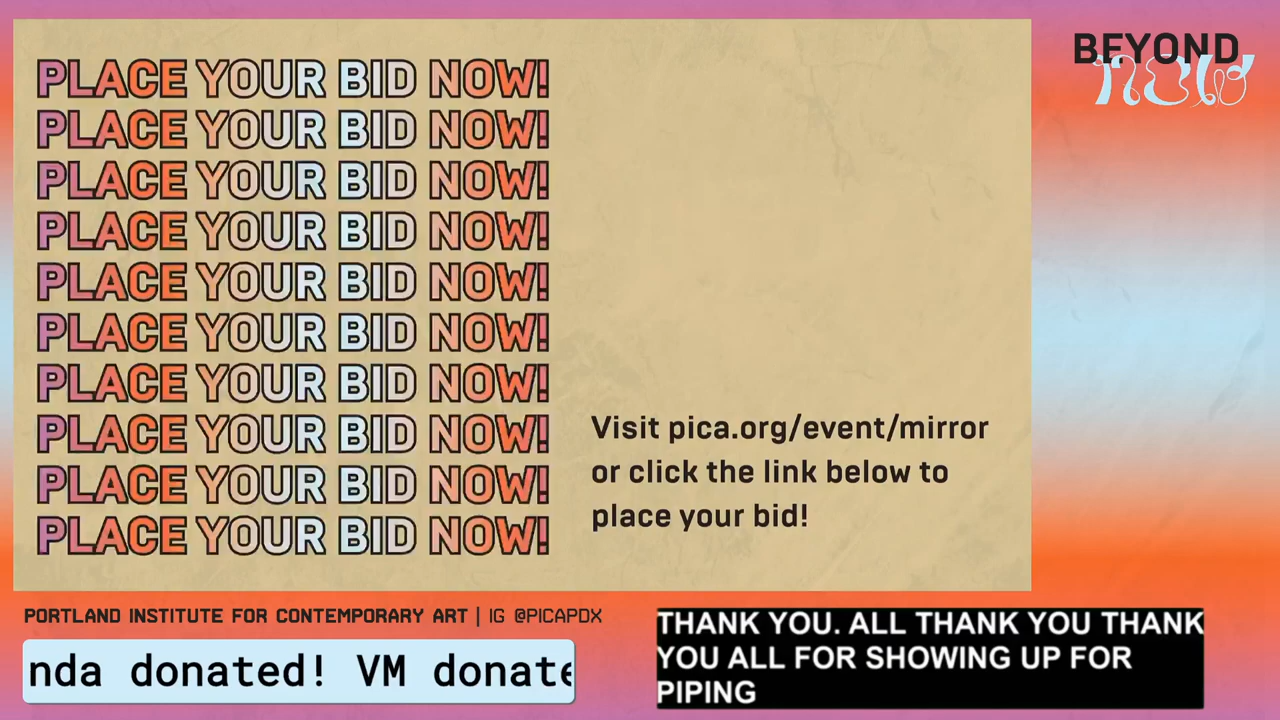 PLACE YOUR BID NOW!
PLACE YOUR BID NOW!
PLACE YOUR BID NOW!
PLACE YOUR BID NOW!
PLACE YOUR BID NOW!
PLACE YOUR BID NOW!
PLACE YOUR BID NOW!
PLACE YOUR BID NOW!
PLACE YOUR BID NOW!
PLACE YOUR BID NOW!
Visit pica.org/event/mirror
or click the link below to
place your bid!
BEYOND
now
PORTLAND INSTITUTE FOR CONTEMPORARY ART | IG @PICAPDX
nda donated! VM donate
THANK YOU. ALL THANK YOU THANK
YOU ALL FOR SHOWING UP FOR
PIPING